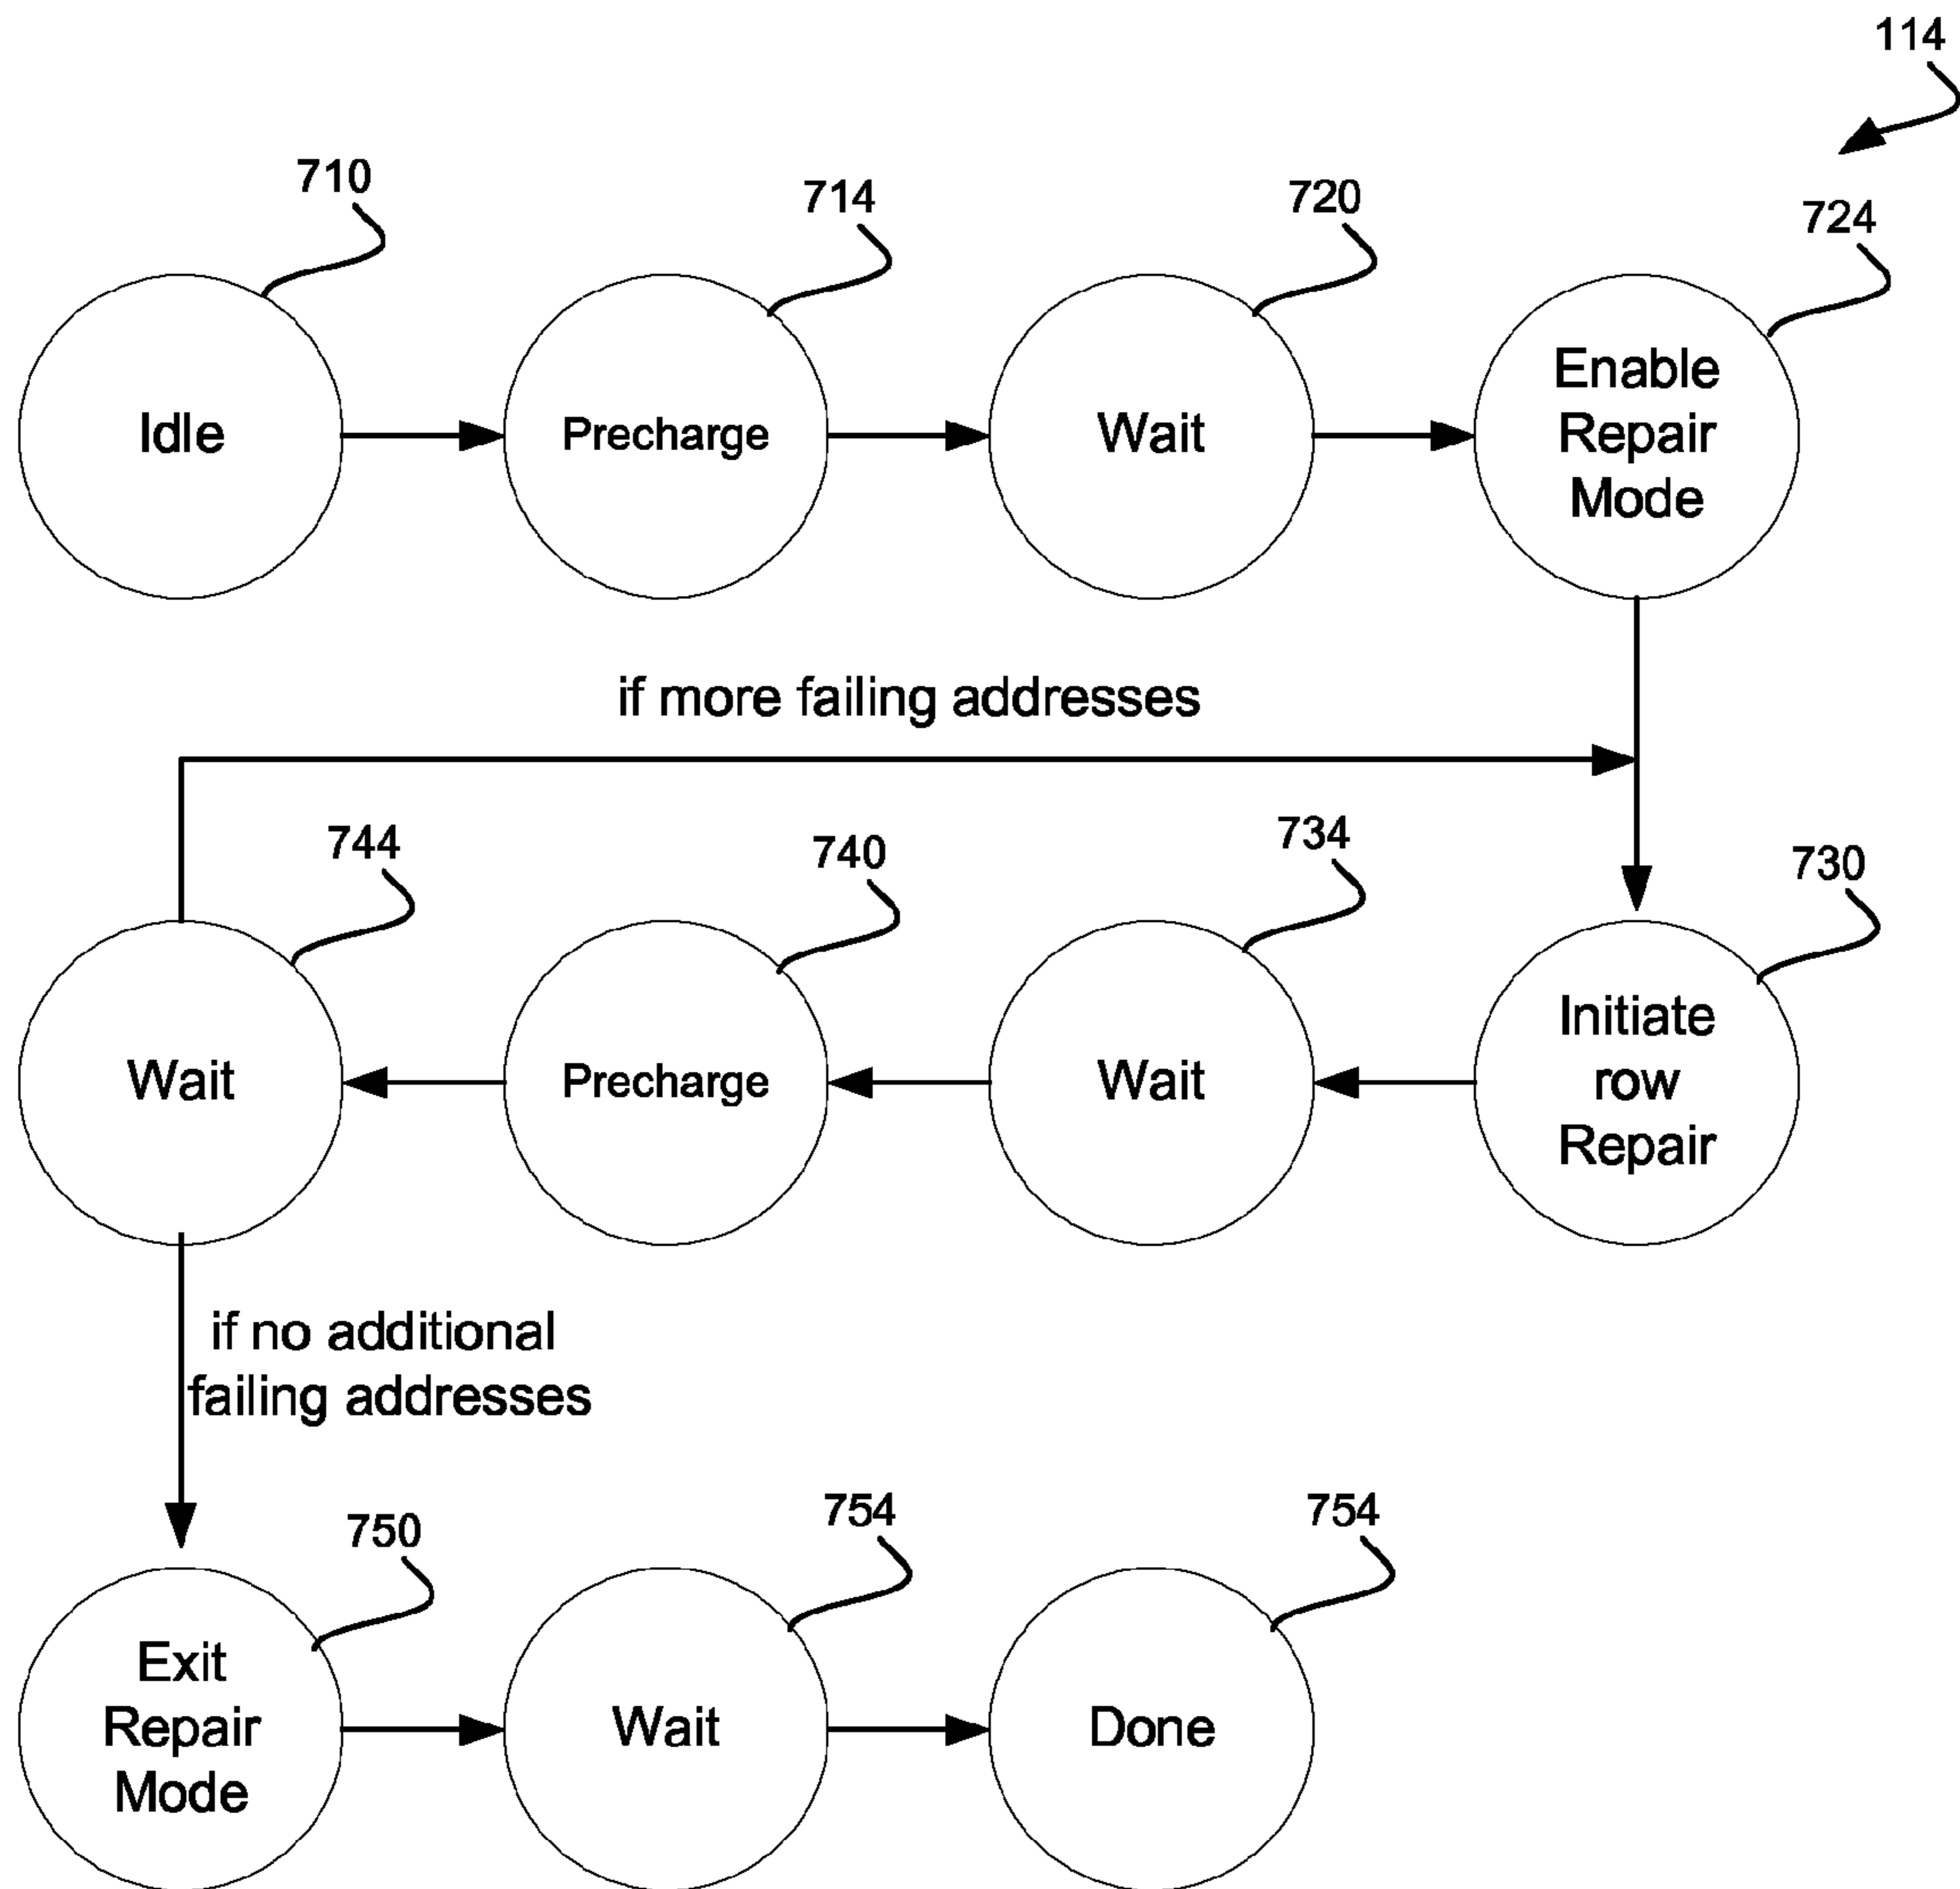 114
710
714
720
724
Idle
Precharge
Wait
Enable
Repair
Mode
if more failing addresses
744
740
734
730
Wait
Precharge
Wait
Initiate
row
Repair
if no additional
failing addresses
750
754
754
Exit
Repair
Mode
Wait
Done